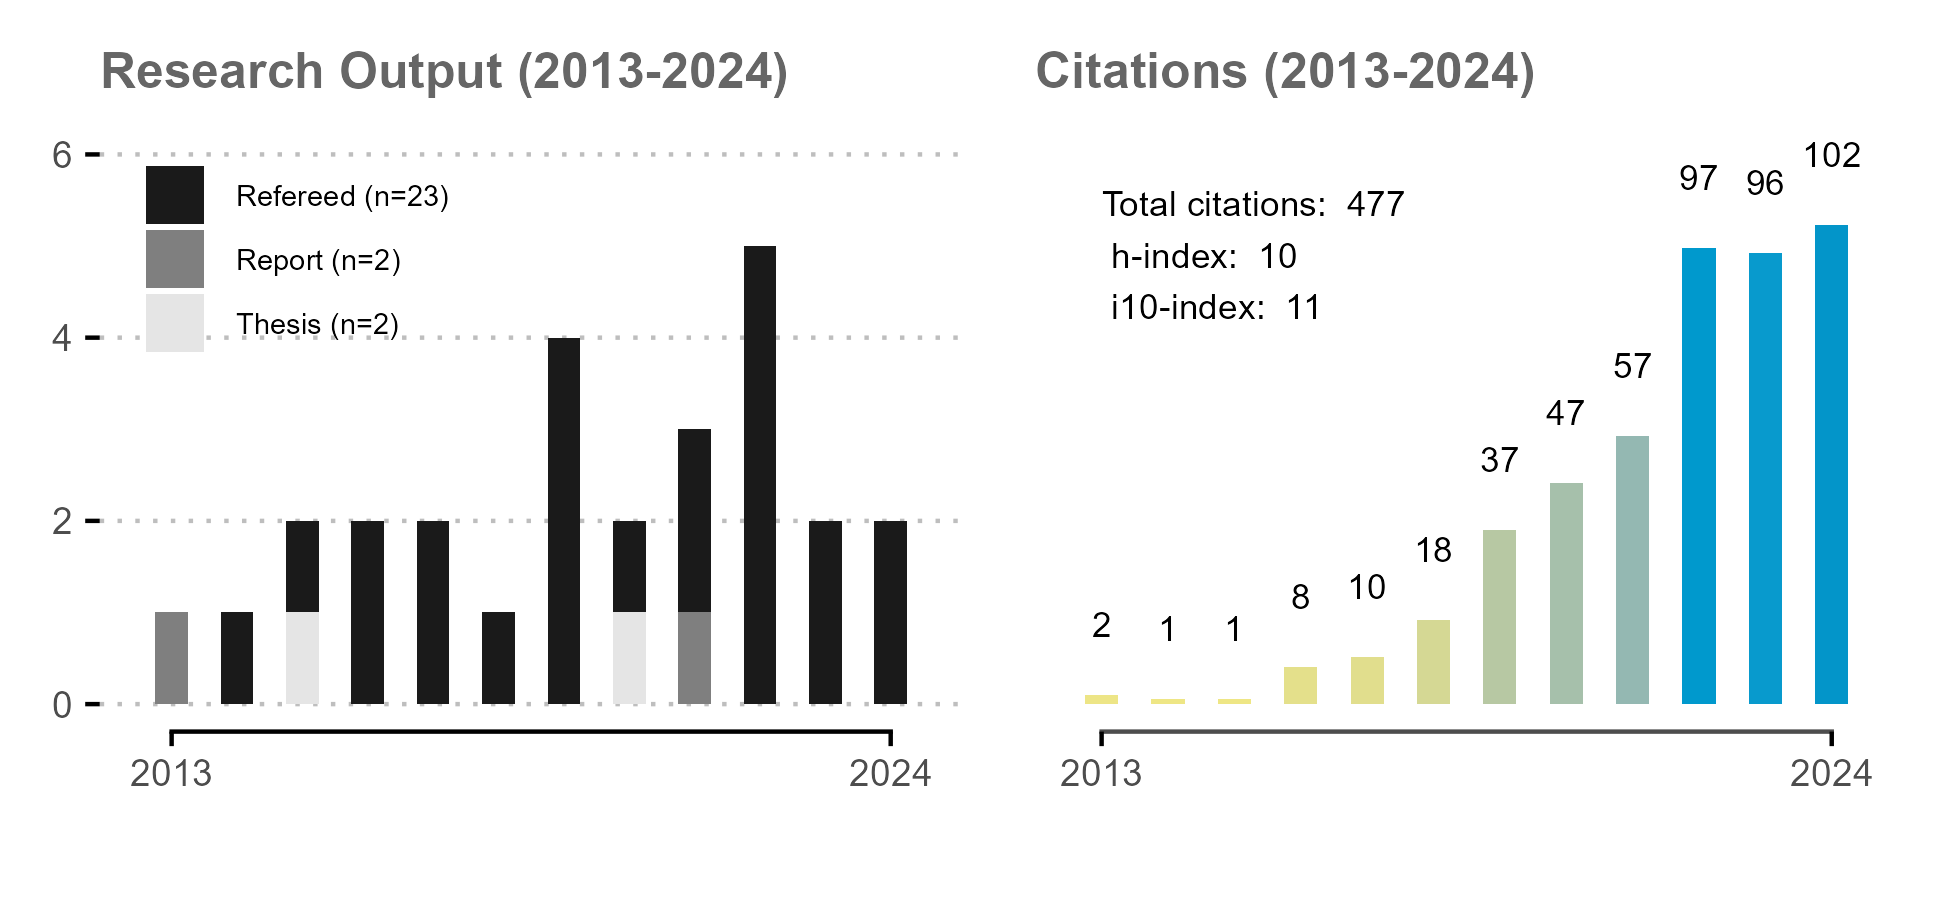 Research Output (2013-2024)
6
4
2
0
Refereed (n=23)
Report (n=2)
Thesis (n=2)
2013
2024
Citations (2013-2024)
Total citations: 477
h-index: 10
i10-index: 11
2
1
1
8
10
18
37
47
57
97
96
102
2013
2024